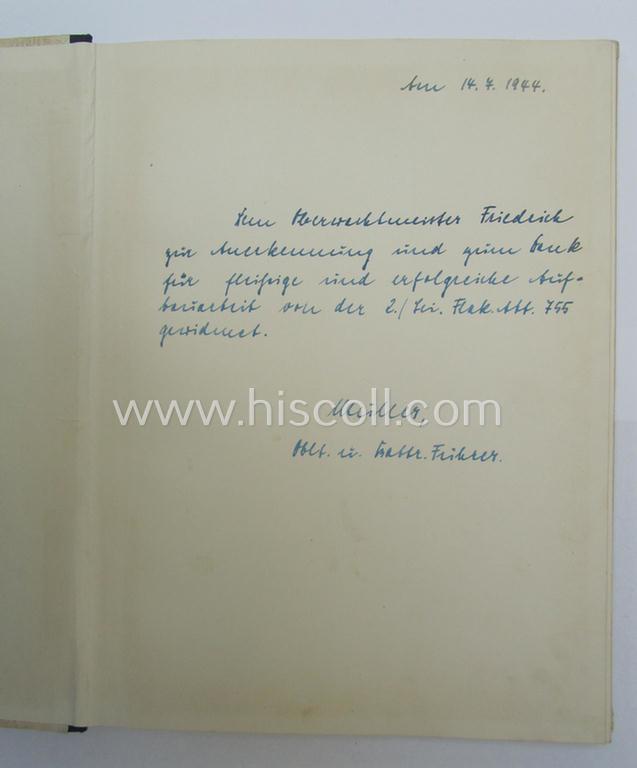 Am 14. 7. 1944.
Dem Oberwachtmeister Friedrich
zur Anerkennung und zum Dank
für fleißige und erfolgreiche Auf-
bauarbeit von der 2./Lei. Flak. Abt. 755
gewidmet.
www.hiscoll.com
Müller,
Oblt. u. Battr. Führer.